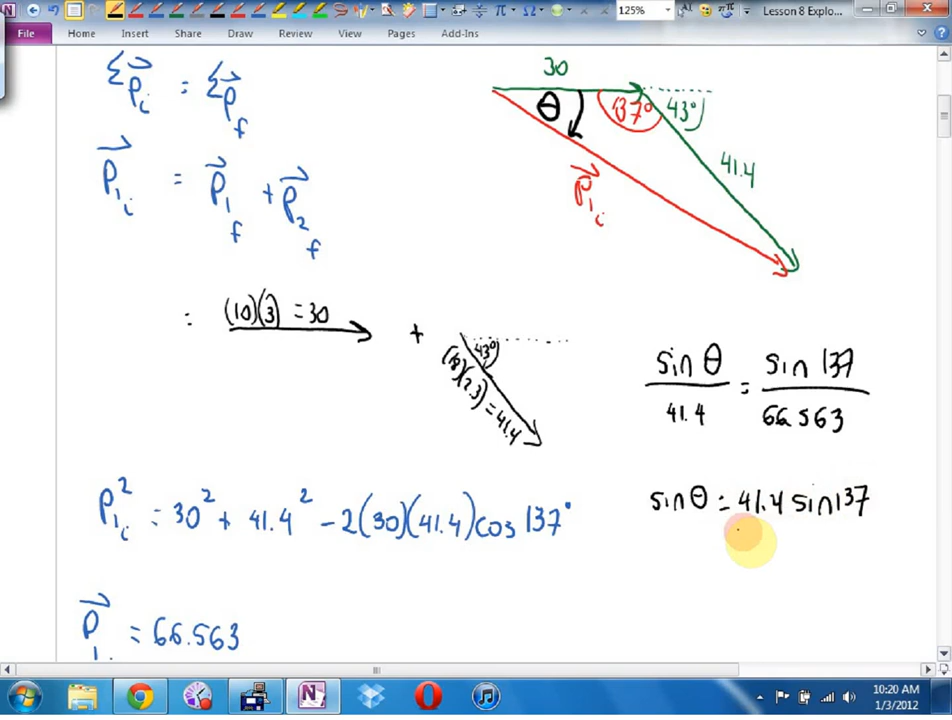 125%
Lesson 8 Explo...
File Home Insert Share Draw Review View Pages Add-Ins
Σp⃗ᵢ = Σp⃗_f
P⃗₁ᵢ = P⃗₁f + P⃗₂f
= (10)(3) = 30 +
43°
= 41.4
P₁ᵢ² = 30² + 41.4² - 2(30)(41.4) cos 137°
P⃗₁ = 66.563
30
θ 137° 43°
41.4
P⃗₁ᵢ
sin θ / 41.4 = sin 137 / 66.563
sin θ = 41.4 sin 137
10:20 AM
1/3/2012